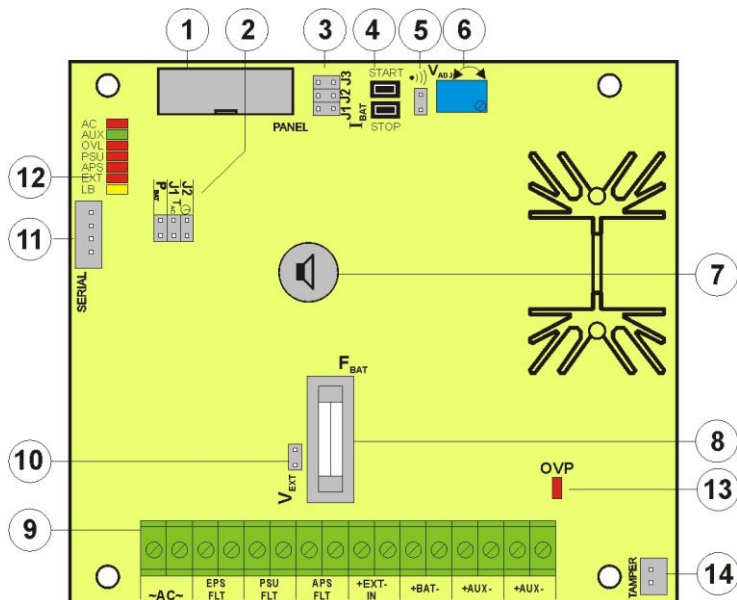 1
2
3
4
5
6
START
V ADJ
J1 J2 J3
I BAT
PANEL
STOP
AC
AUX
OVL
PSU
APS
EXT
LB
12
P BAT
J1 T AC
J2
11
SERIAL
7
F BAT
8
10
V EXT
OVP
13
9
~AC~
EPS FLT
PSU FLT
APS FLT
+EXT- IN
+BAT-
+AUX-
+AUX-
TAMPER
14